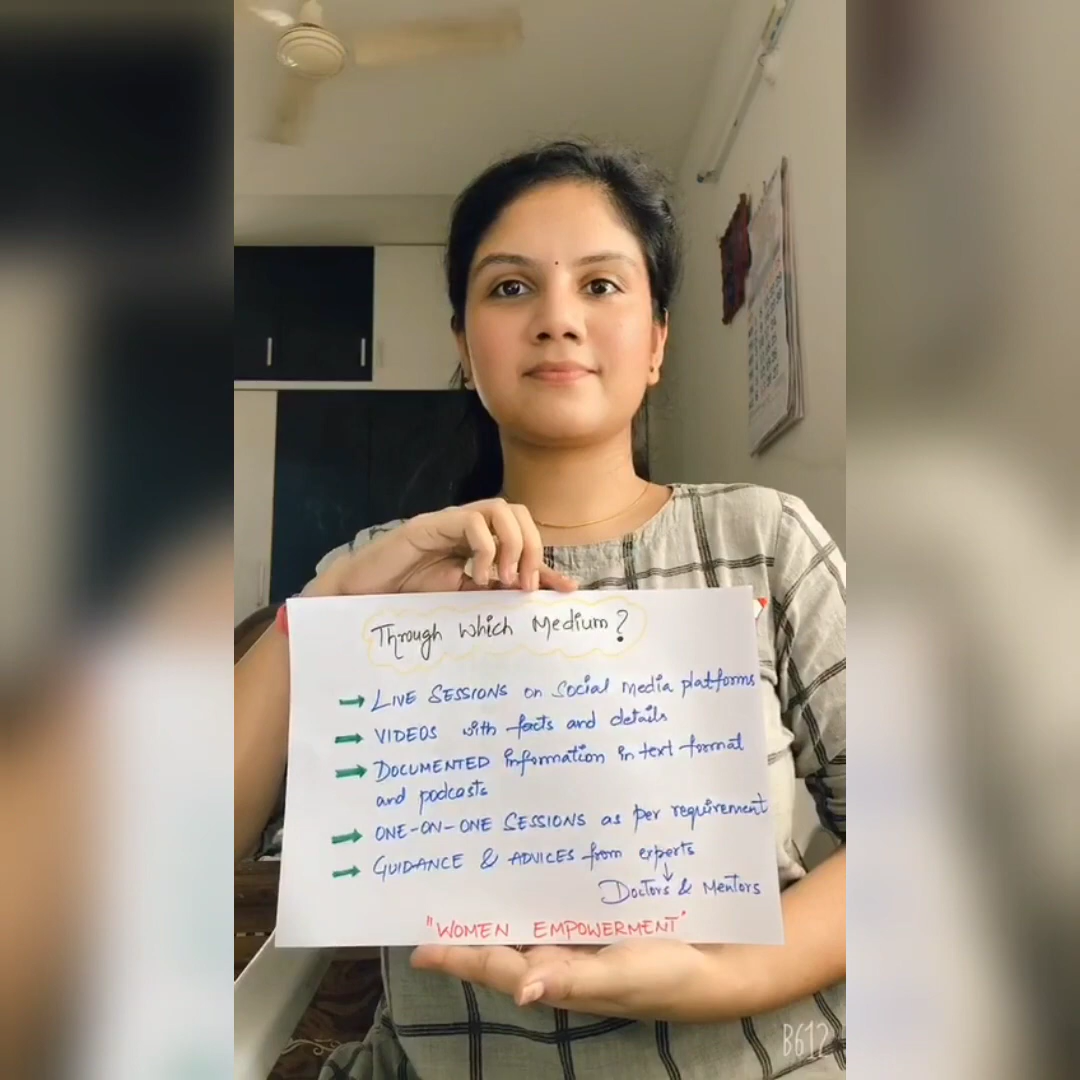 Through Which Medium?
→ LIVE SESSIONS on Social Media platforms
→ VIDEOS with facts and details
→ DOCUMENTED information in text format
and podcasts
→ ONE-ON-ONE SESSIONS as per requirement
→ GUIDANCE & ADVICES from experts
↓
Doctors & Mentors
"WOMEN EMPOWERMENT"
B612